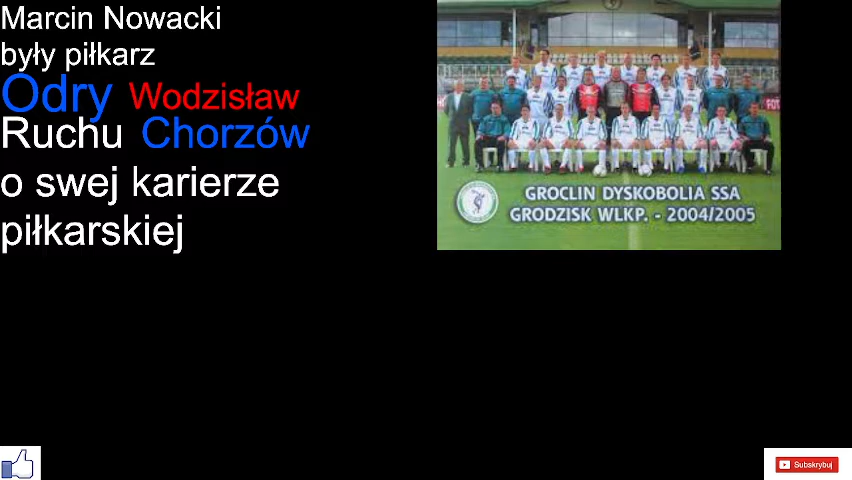 Marcin Nowacki
były piłkarz
Odry Wodzisław
Ruchu Chorzów
o swej karierze
piłkarskiej
GROCLIN DYSKOBOLIA SSA
GRODZISK WLKP. - 2004/2005
Subskrybuj